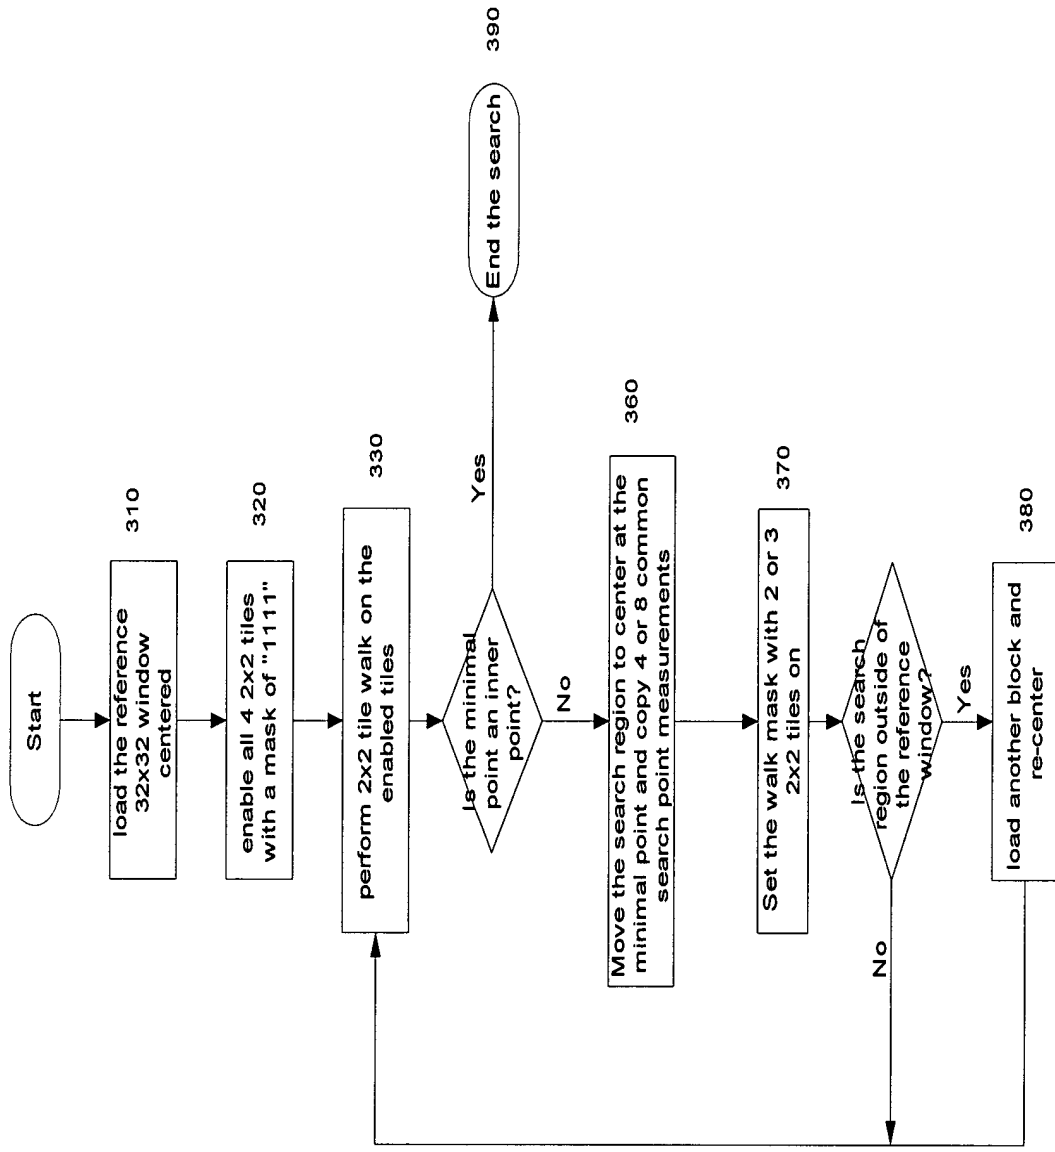 Start
load the reference
32x32 window
centered
310
enable all 4 2x2 tiles
with a mask of "1111"
320
perform 2x2 tile walk on the
enabled tiles
330
Is the minimal
point an inner
point?
Yes
End the search
390
No
Move the search region to center at the
minimal point and copy 4 or 8 common
search point measurements
360
Set the walk mask with 2 or 3
2x2 tiles on
370
Is the search
region outside of
the reference
window?
No
Yes
load another block and
re-center
380